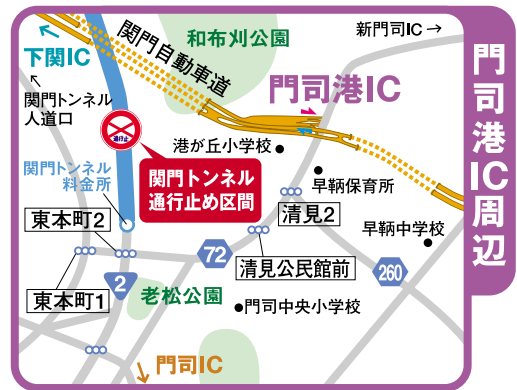 門司港IC周辺
下関IC
関門自動車道
和布刈公園
新門司IC→
関門トンネル
人道口
門司港IC
通行止
港が丘小学校
関門トンネル
料金所
関門トンネル
通行止め区間
早鞆保育所
東本町2
清見2
早鞆中学校
72
清見公民館前
260
東本町1
2
老松公園
門司中央小学校
門司IC